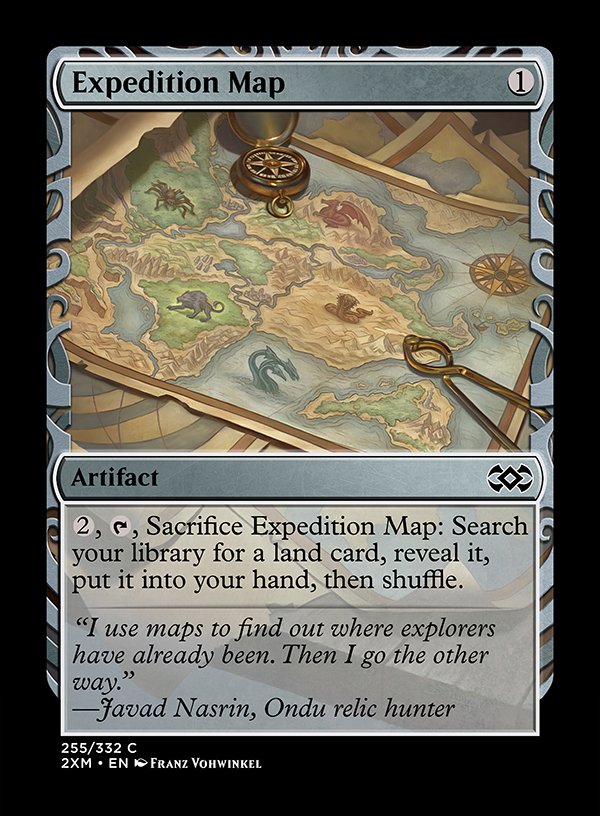 Expedition Map 1
Artifact
2, , Sacrifice Expedition Map: Search
your library for a land card, reveal it,
put it into your hand, then shuffle.
“I use maps to find out where explorers
have already been. Then I go the other
way.”
—Javad Nasrin, Ondu relic hunter
255/332 C
2XM • EN Franz Vohwinkel